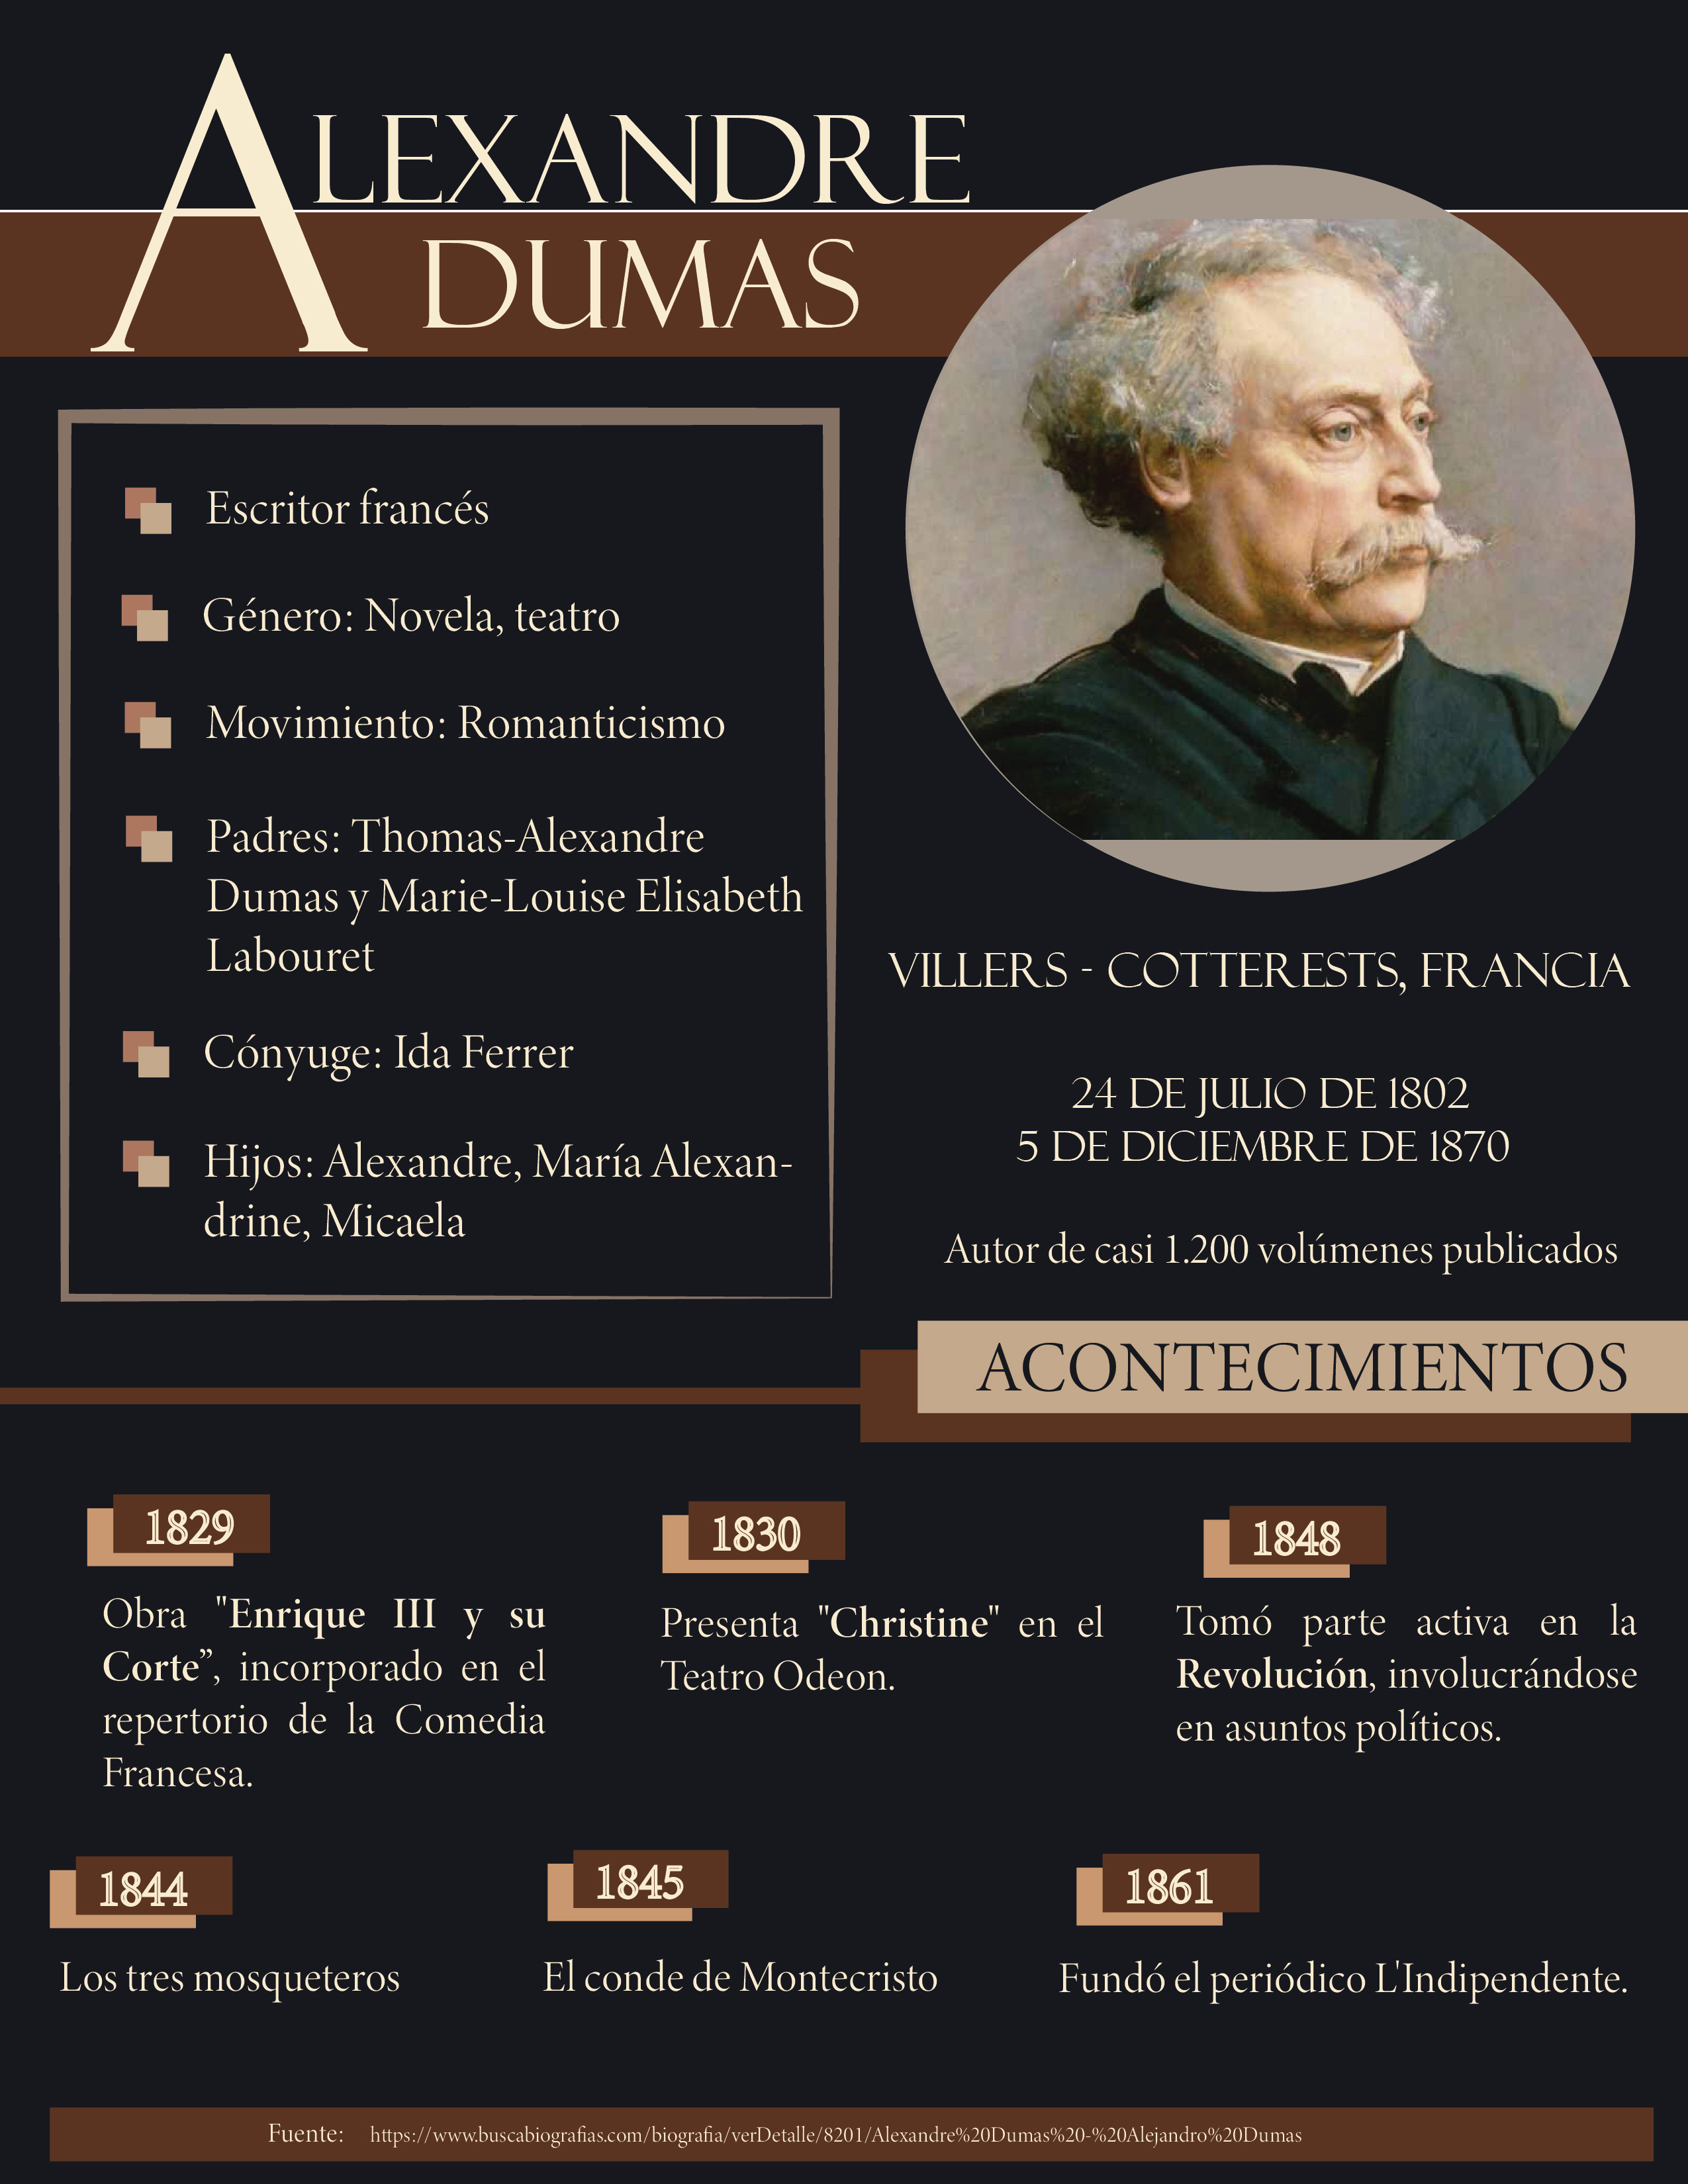 ALEXANDRE
DUMAS
Escritor francés
Género: Novela, teatro
Movimiento: Romanticismo
Padres: Thomas-Alexandre
Dumas y Marie-Louise Elisabeth
Labouret
Cónyuge: Ida Ferrer
Hijos: Alexandre, María Alexan-
drine, Micaela
VILLERS - COTTERESTS, FRANCIA
24 DE JULIO DE 1802
5 DE DICIEMBRE DE 1870
Autor de casi 1.200 volúmenes publicados
ACONTECIMIENTOS
1829
Obra "Enrique III y su
Corte”, incorporado en el
repertorio de la Comedia
Francesa.
1830
Presenta "Christine" en el
Teatro Odeon.
1848
Tomó parte activa en la
Revolución, involucrándose
en asuntos políticos.
1844
Los tres mosqueteros
1845
El conde de Montecristo
1861
Fundó el periódico L'Indipendente.
Fuente: https://www.buscabiografias.com/biografia/verDetalle/8201/Alexandre%20Dumas%20-%20Alejandro%20Dumas